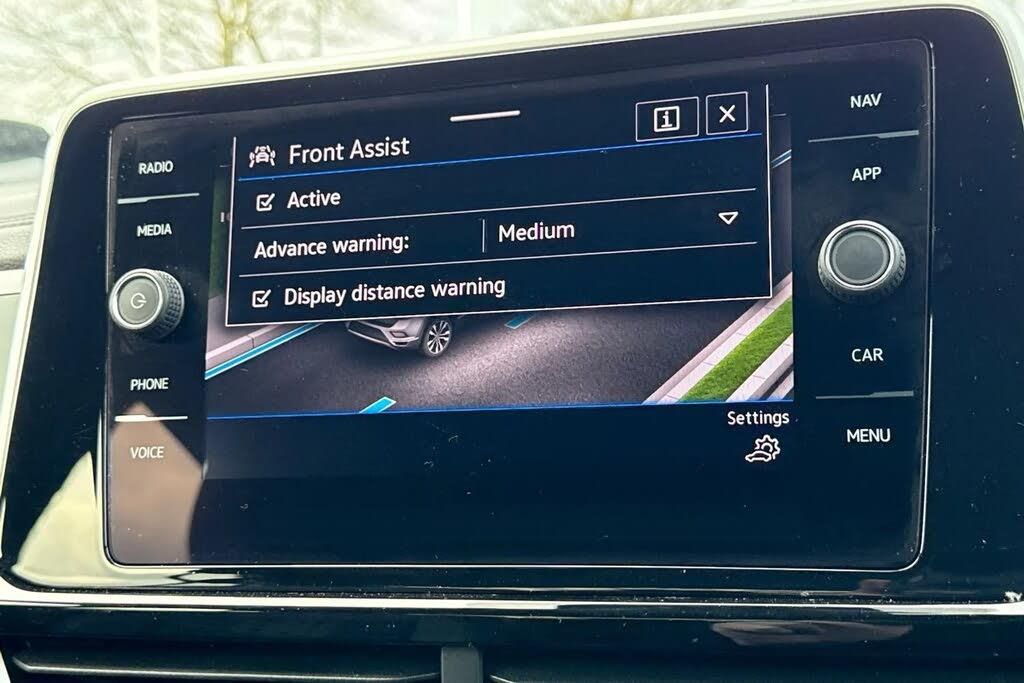 RADIO
MEDIA
PHONE
VOICE
Front Assist
i
Active
Advance warning: Medium
Display distance warning
Settings
NAV
APP
CAR
MENU